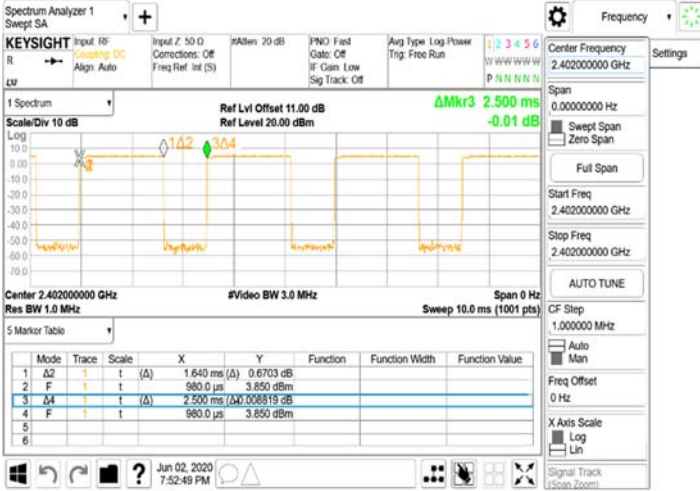 Spectrum Analyzer 1
Swept SA
+
Frequency
KEYSIGHT
R
LXI
Input: RF
Coupling: DC
Align: Auto
Input Z: 50 Ω
Corrections: Off
Freq Ref: Int (S)
#Atten: 20 dB
PNO: Fast
Gate: Off
IF Gain: Low
Sig Track: Off
Avg Type: Log-Power
Trig: Free Run
1 2 3 4 5 6
W W W W W W
P N N N N N
1 Spectrum
Scale/Div 10 dB
Ref Lvl Offset 11.00 dB
Ref Level 20.00 dBm
ΔMkr3 2.500 ms
-0.01 dB
Log
10.0
0.00
-10.0
-20.0
-30.0
-40.0
-50.0
-60.0
-70.0
1Δ2
3Δ4
Center 2.402000000 GHz
Res BW 1.0 MHz
#Video BW 3.0 MHz
Span 0 Hz
Sweep 10.0 ms (1001 pts)
5 Marker Table
Mode Trace Scale X Y Function Function Width Function Value
1 Δ2 1 t (Δ) 1.640 ms (Δ) 0.6703 dB
2 F 1 t 980.0 µs 3.850 dBm
3 Δ4 1 t (Δ) 2.500 ms (Δ) -0.008819 dB
4 F 1 t 980.0 µs 3.850 dBm
5
6
Jun 02, 2020
7:52:49 PM
Settings
Center Frequency
2.402000000 GHz
Span
0.00000000 Hz
Swept Span
Zero Span
Full Span
Start Freq
2.402000000 GHz
Stop Freq
2.402000000 GHz
AUTO TUNE
CF Step
1.000000 MHz
Auto
Man
Freq Offset
0 Hz
X Axis Scale
Log
Lin
Signal Track
(Span Zoom)